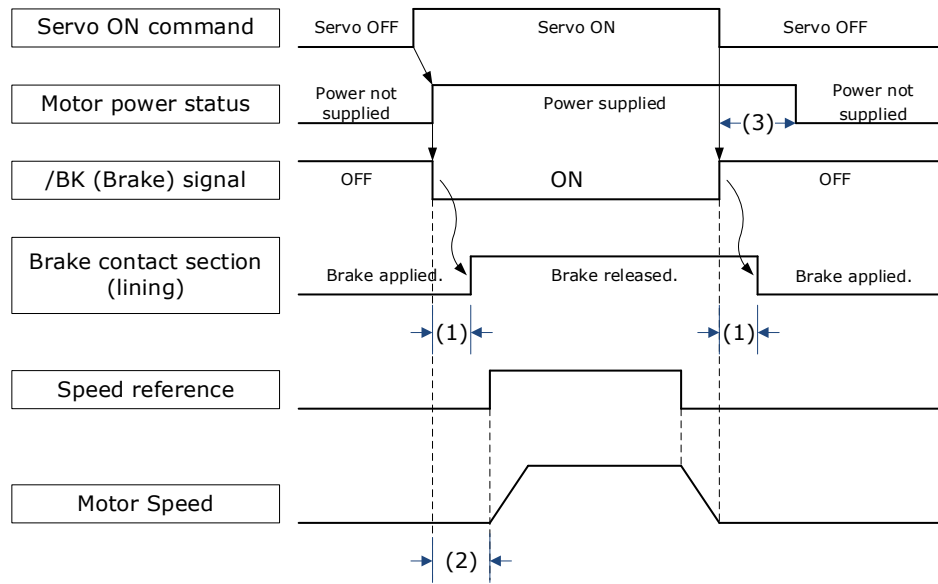 Servo ON command
Servo OFF
Servo ON
Servo OFF
Motor power status
Power not
supplied
Power supplied
(3)
Power not
supplied
/BK (Brake) signal
OFF
ON
OFF
Brake contact section
(lining)
Brake applied.
Brake released.
Brake applied.
(1)
(1)
Speed reference
Motor Speed
(2)